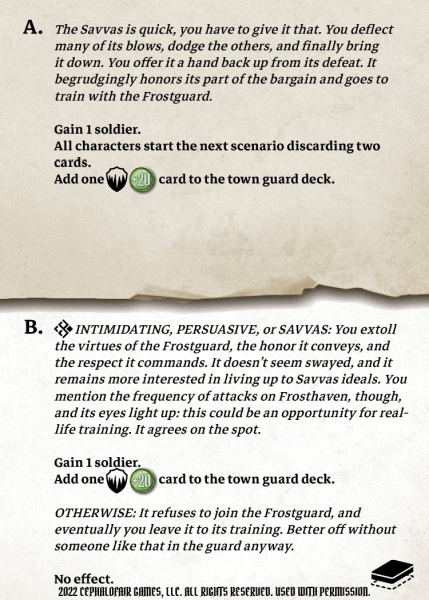 A. The Savvas is quick, you have to give it that. You deflect
many of its blows, dodge the others, and finally bring
it down. You offer a hand back up from its defeat. It
begrudgingly honors its part of the bargain and goes to
train with the Frostguard.
Gain 1 soldier.
All characters start the next scenario discarding two
cards.
Add one +20 card to the town guard deck.
B. INTIMIDATING, PERSUASIVE, or SAVVAS: You extoll
the virtues of the Frostguard, the honor it conveys, and
the respect it commands. It doesn't seem swayed, and it
remains more interested in living up to Savvas ideals. You
mention the frequency of attacks on Frosthaven, though,
and its eyes light up: this could be an opportunity for real-
life training. It agrees on the spot.
Gain 1 soldier.
Add one +20 card to the town guard deck.
OTHERWISE: It refuses to join the Frostguard, and
eventually you leave it to its training. Better off without
someone like that in the guard anyway.
No effect.
2022 CEPHALOFAIR GAMES, LLC. ALL RIGHTS RESERVED. USED WITH PERMISSION.